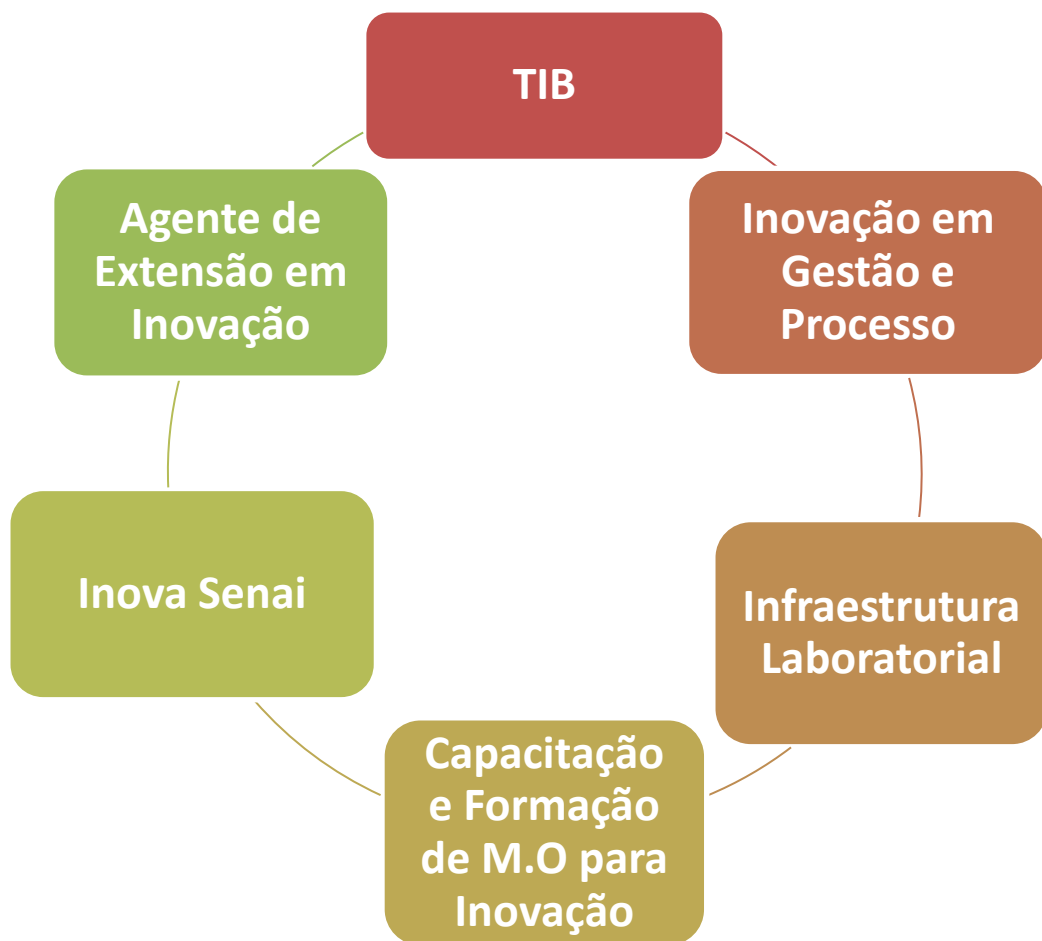 TIB
Inovação em
Gestão e
Processo
Infraestrutura
Laboratorial
Capacitação
e Formação
de M.O para
Inovação
Inova Senai
Agente de
Extensão em
Inovação